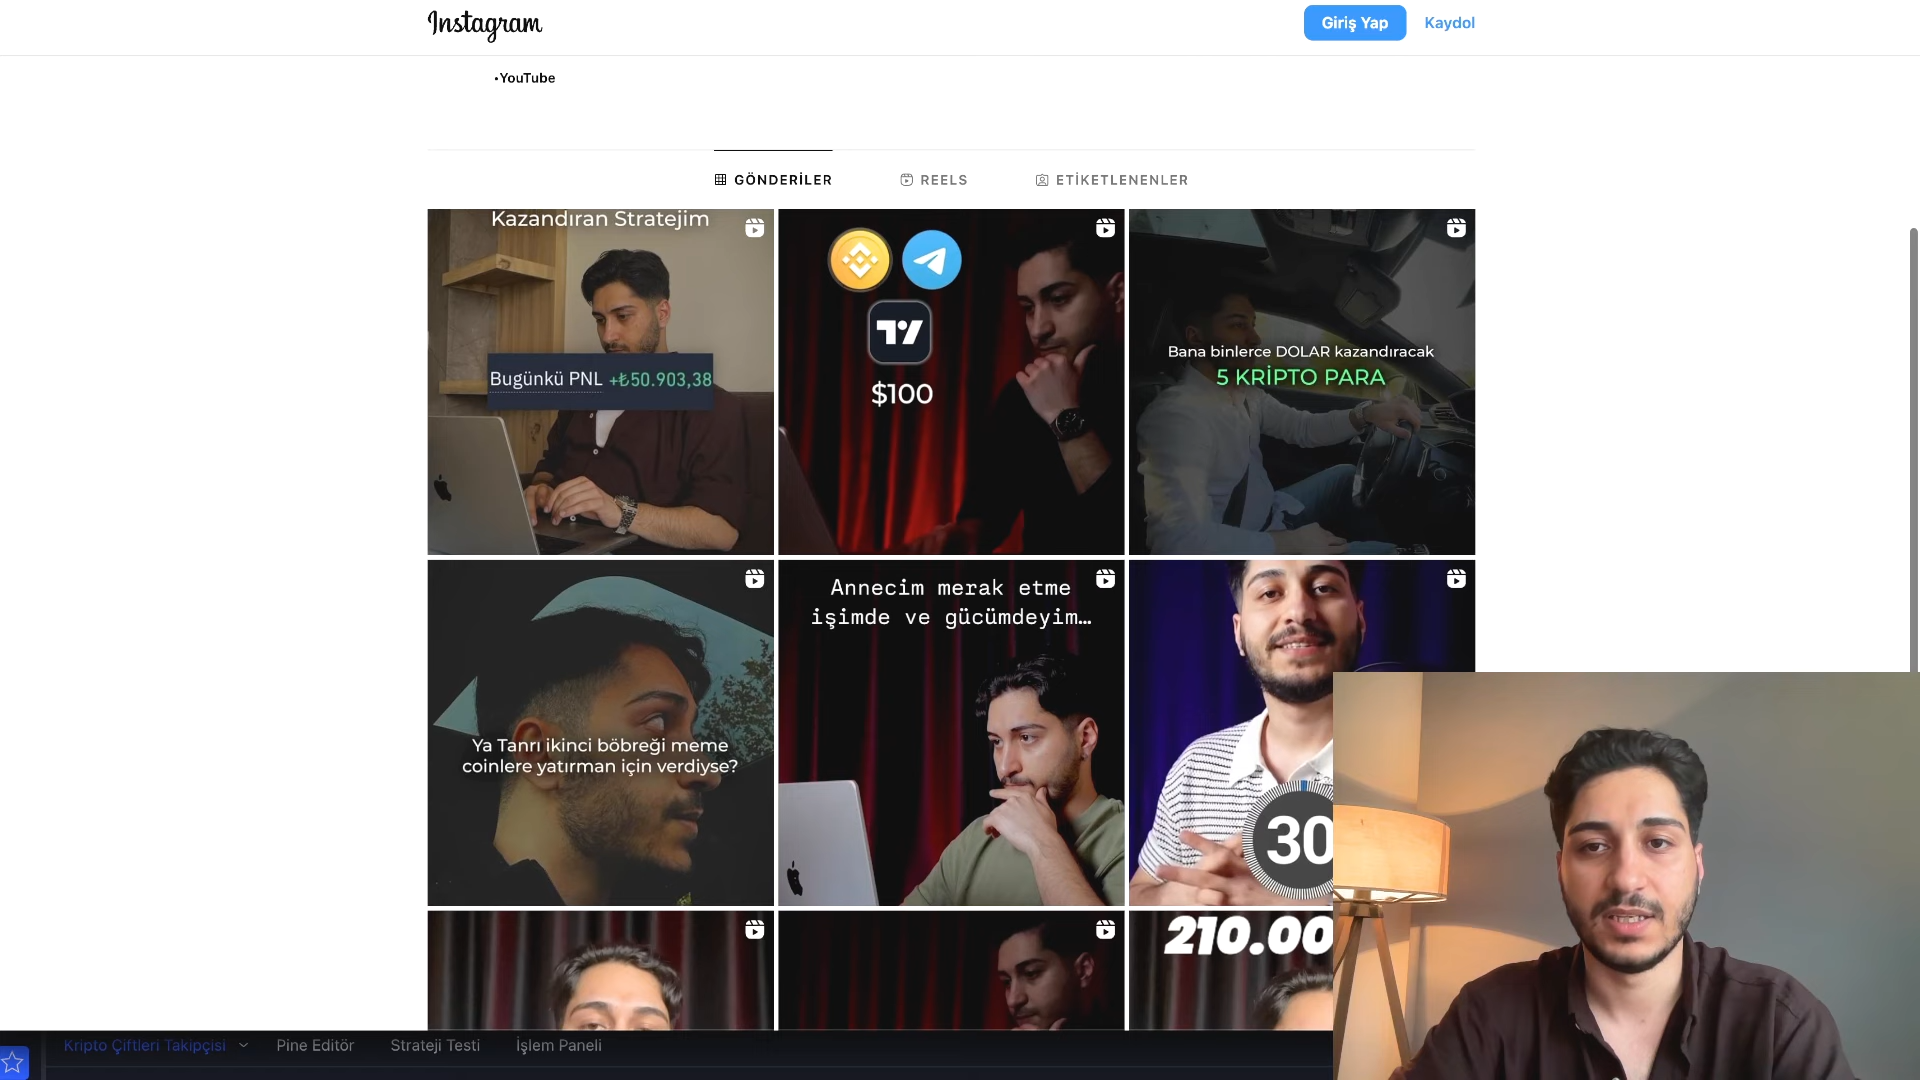 Instagram
Giriş Yap
Kaydol
•YouTube
GÖNDERİLER
REELS
ETİKETLENENLER
Kazandıran Stratejim
Bugünkü PNL +₺50.903,38
$100
Bana binlerce DOLAR kazandıracak
5 KRİPTO PARA
Ya Tanrı ikinci böbreği meme
coinlere yatırman için verdiyse?
Annecim merak etme
işimde ve gücümdeyim…
30
210.00
Kripto Çiftleri Takipçisi
Pine Editör
Strateji Testi
İşlem Paneli